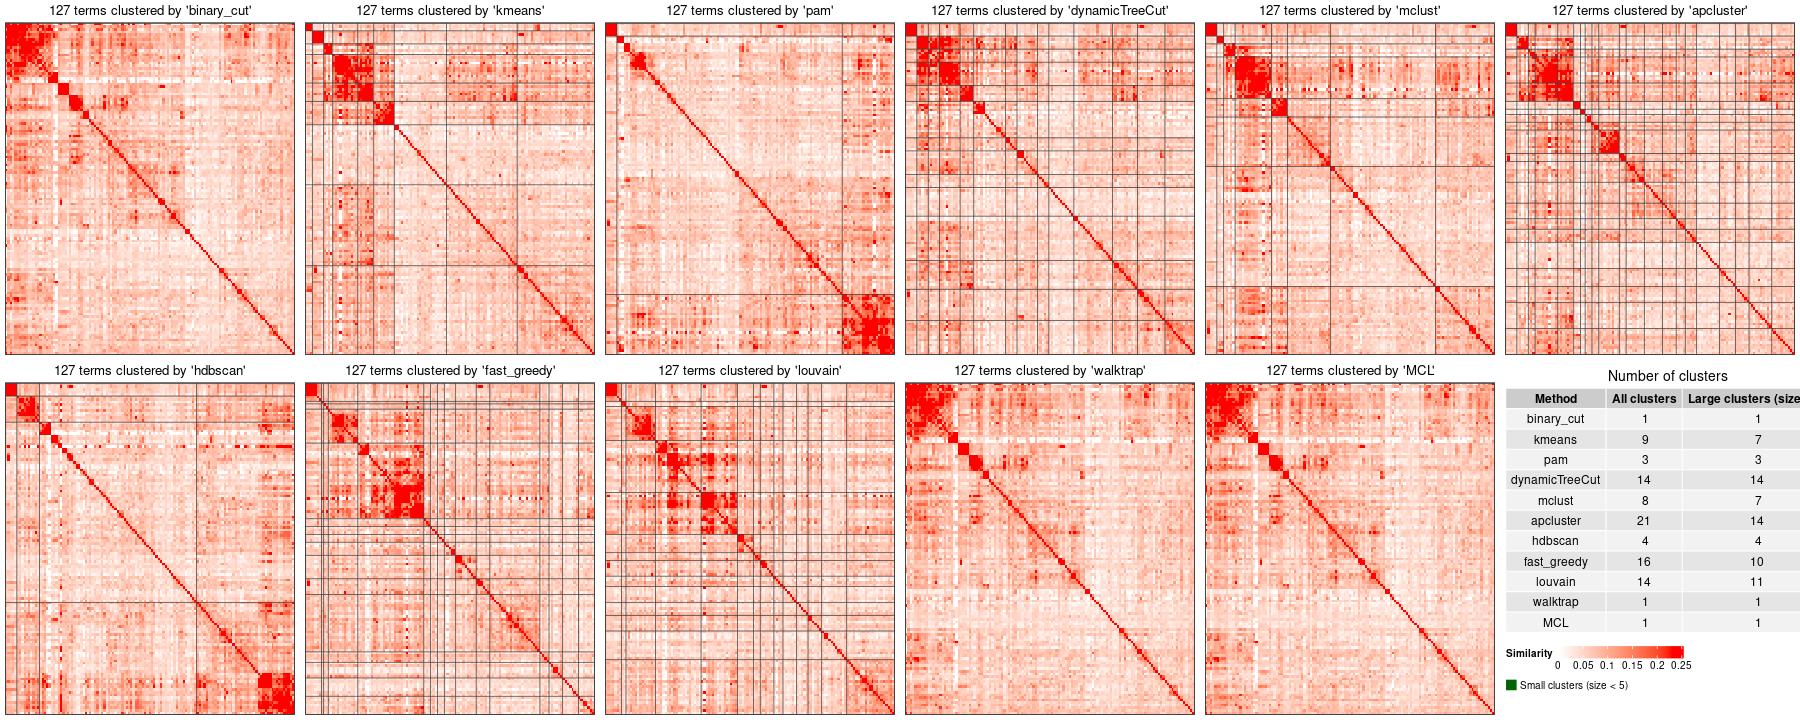 127 terms clustered by 'binary_cut'
127 terms clustered by 'kmeans'
127 terms clustered by 'pam'
127 terms clustered by 'dynamicTreeCut'
127 terms clustered by 'mclust'
127 terms clustered by 'apcluster'
127 terms clustered by 'hdbscan'
127 terms clustered by 'fast_greedy'
127 terms clustered by 'louvain'
127 terms clustered by 'walktrap'
127 terms clustered by 'MCL'
Number of clusters
Method All clusters Large clusters (size
binary_cut 1 1
kmeans 9 7
pam 3 3
dynamicTreeCut 14 14
mclust 8 7
apcluster 21 14
hdbscan 4 4
fast_greedy 16 10
louvain 14 11
walktrap 1 1
MCL 1 1
Similarity
0 0.05 0.1 0.15 0.2 0.25
Small clusters (size < 5)